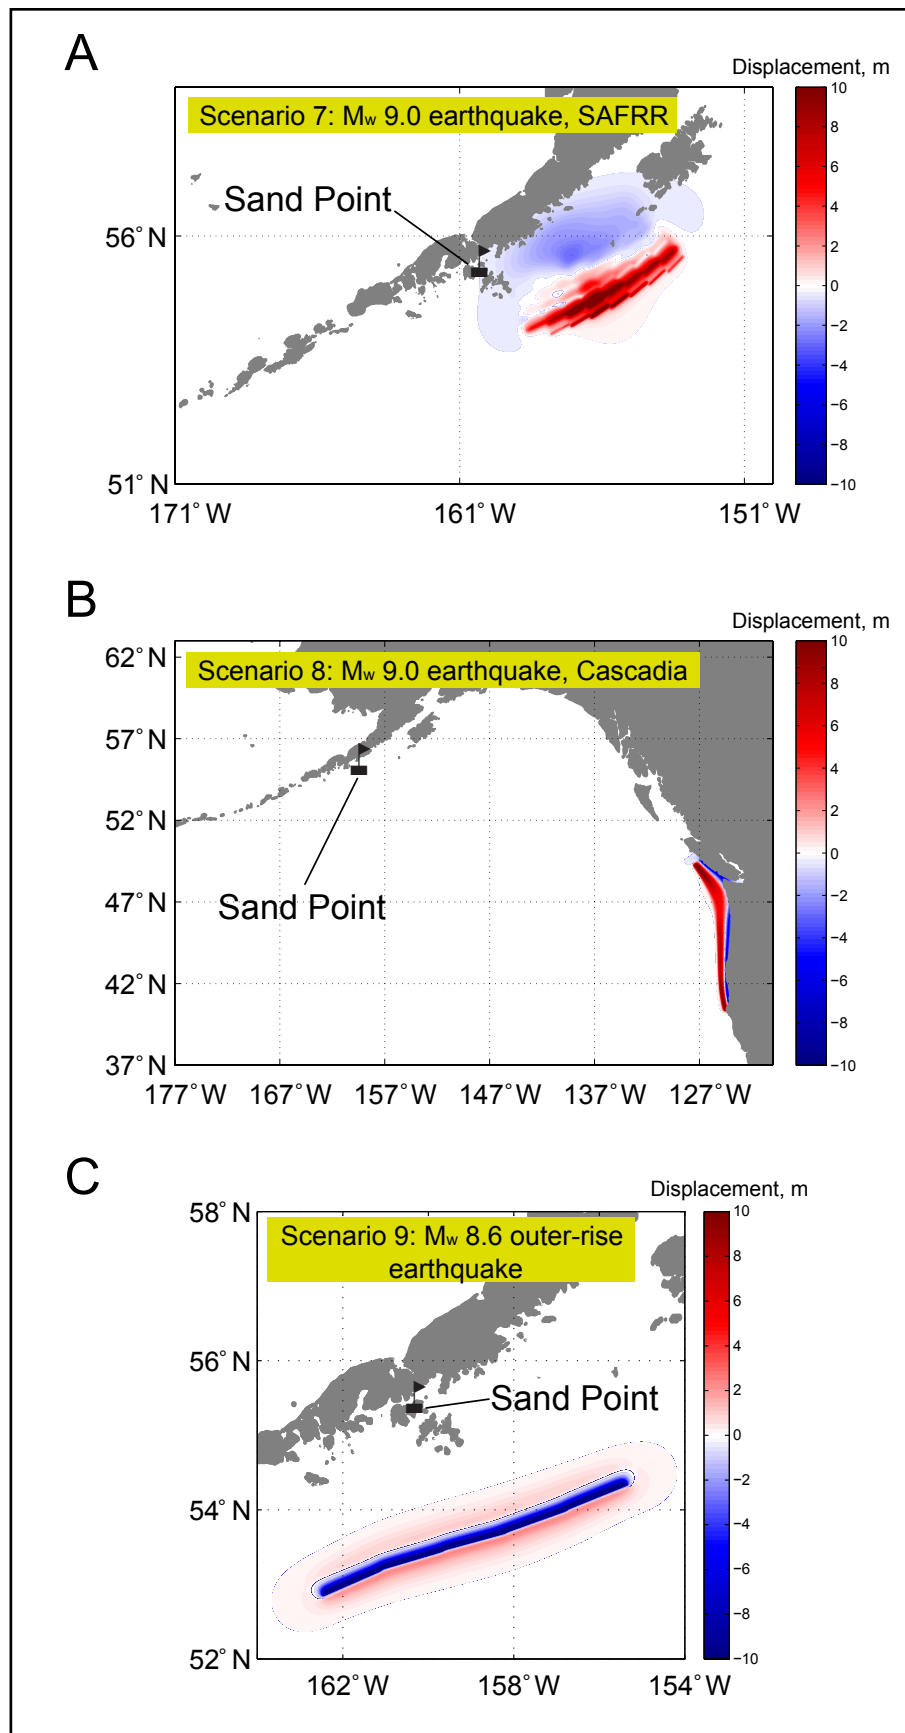 A
Displacement, m
Scenario 7: Mw 9.0 earthquake, SAFRR
Sand Point
56° N
51° N
171° W
161° W
151° W
10
8
6
4
2
0
−2
−4
−6
−8
−10
B
Displacement, m
Scenario 8: Mw 9.0 earthquake, Cascadia
Sand Point
62° N
57° N
52° N
47° N
42° N
37° N
177° W
167° W
157° W
147° W
137° W
127° W
10
8
6
4
2
0
−2
−4
−6
−8
−10
C
Displacement, m
Scenario 9: Mw 8.6 outer-rise
earthquake
Sand Point
58° N
56° N
54° N
52° N
162° W
158° W
154° W
10
8
6
4
2
0
−2
−4
−6
−8
−10